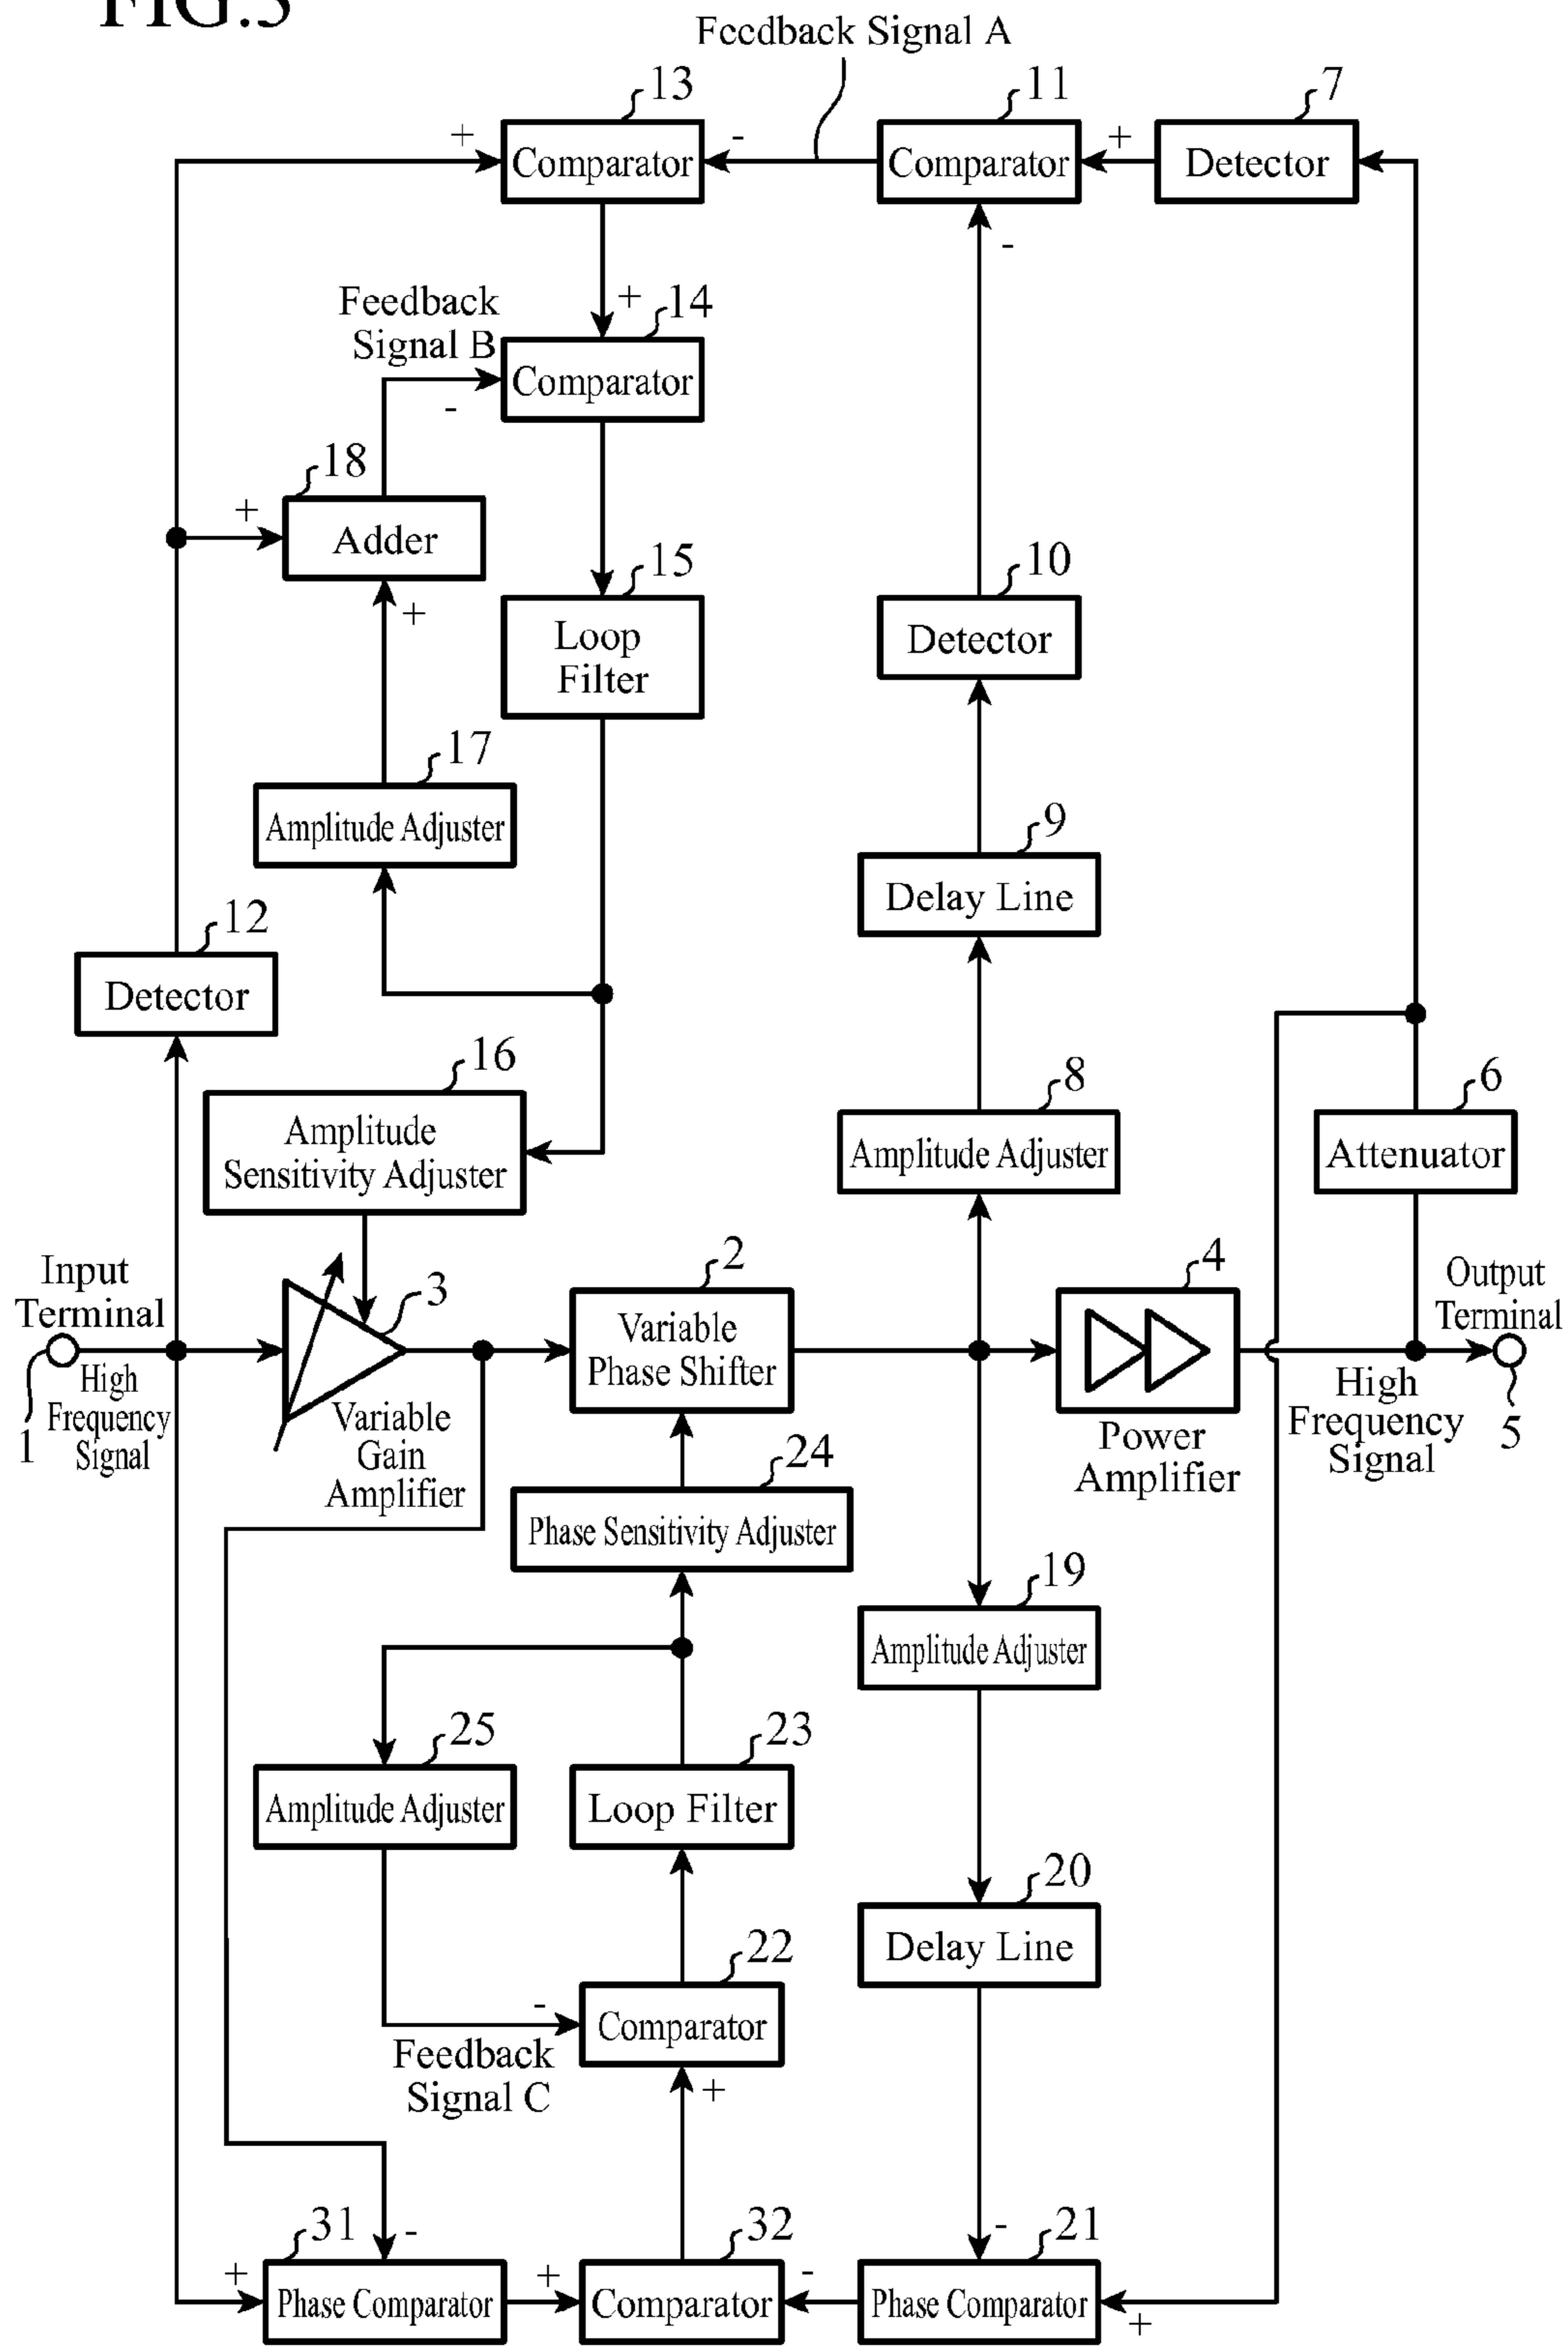 FIG.5
Feedback Signal A
13
11
7
+
Comparator
-
Comparator
+
Detector
-
+
14
Feedback
Signal B
Comparator
-
18
+
Adder
+
15
Loop
Filter
10
Detector
17
Amplitude Adjuster
9
Delay Line
12
Detector
16
Amplitude
Sensitivity Adjuster
8
Amplitude Adjuster
6
Attenuator
Input
Terminal
3
2
Variable
Phase Shifter
4
Output
Terminal
1
High
Frequency
Signal
Variable
Gain
Amplifier
Power
Amplifier
High
Frequency
Signal
5
24
Phase Sensitivity Adjuster
19
Amplitude Adjuster
25
Amplitude Adjuster
23
Loop Filter
20
Delay Line
22
-
Comparator
Feedback
Signal C
+
31
-
32
-
21
+
Phase Comparator
+
Comparator
-
Phase Comparator
+